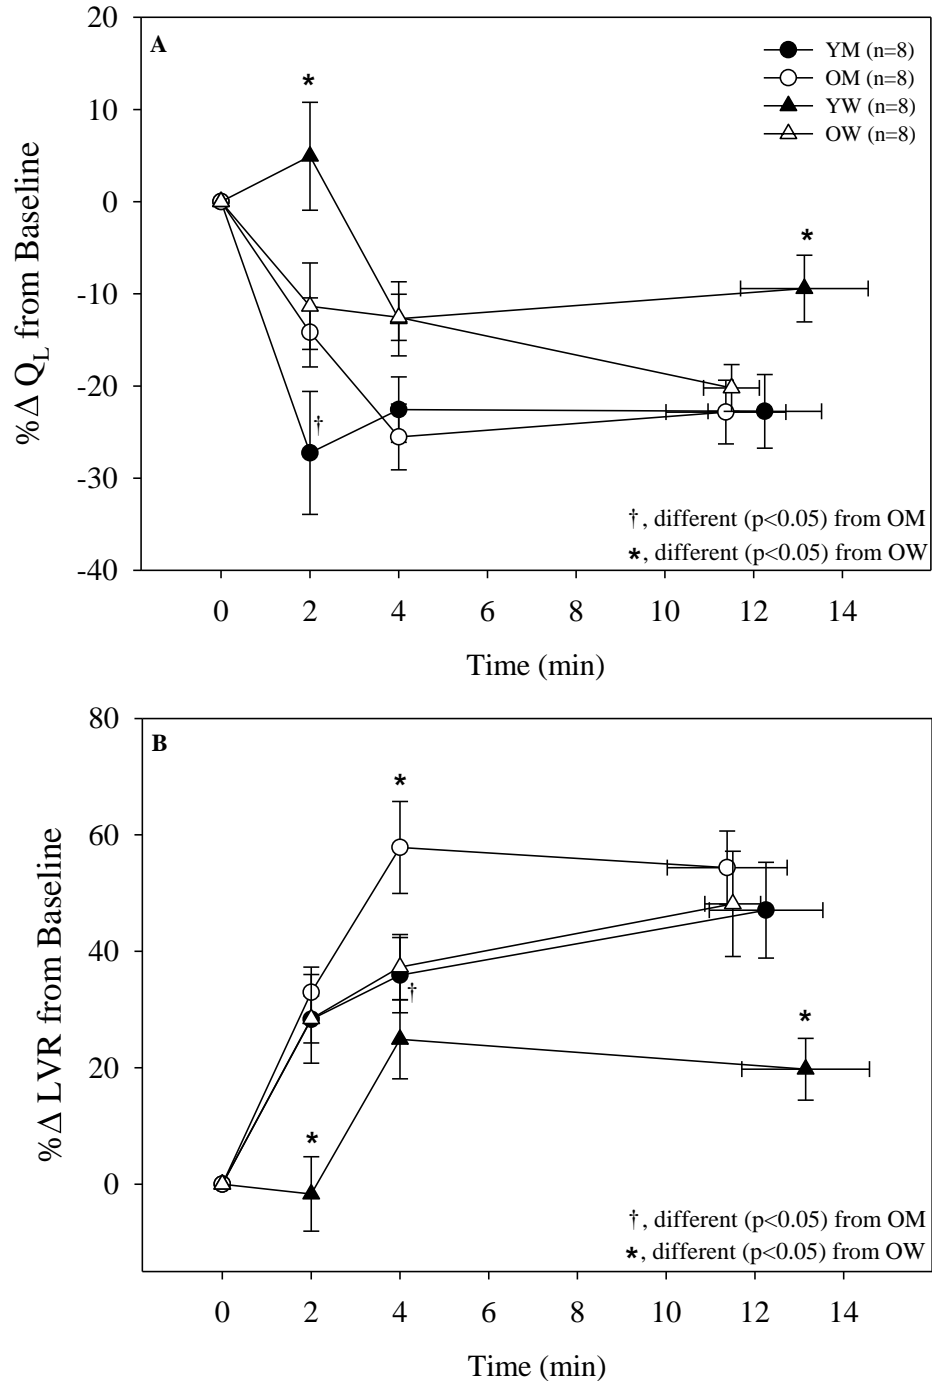 A
YM (n=8)
OM (n=8)
YW (n=8)
OW (n=8)
20
10
0
-10
-20
-30
-40
% Δ Q_L from Baseline
*
*
†
†, different (p<0.05) from OM
*, different (p<0.05) from OW
0 2 4 6 8 10 12 14
Time (min)
B
80
60
40
20
0
% Δ LVR from Baseline
*
†
*
*
†, different (p<0.05) from OM
*, different (p<0.05) from OW
0 2 4 6 8 10 12 14
Time (min)